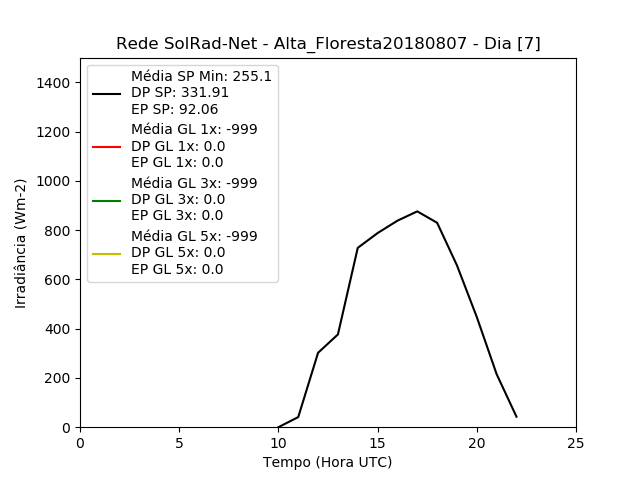 Rede SolRad-Net - Alta_Floresta20180807 - Dia [7]
Média SP Min: 255.1
DP SP: 331.91
EP SP: 92.06
Média GL 1x: -999
DP GL 1x: 0.0
EP GL 1x: 0.0
Média GL 3x: -999
DP GL 3x: 0.0
EP GL 3x: 0.0
Média GL 5x: -999
DP GL 5x: 0.0
EP GL 5x: 0.0
Irradiância (Wm-2)
1400
1200
1000
800
600
400
200
0
0 5 10 15 20 25
Tempo (Hora UTC)